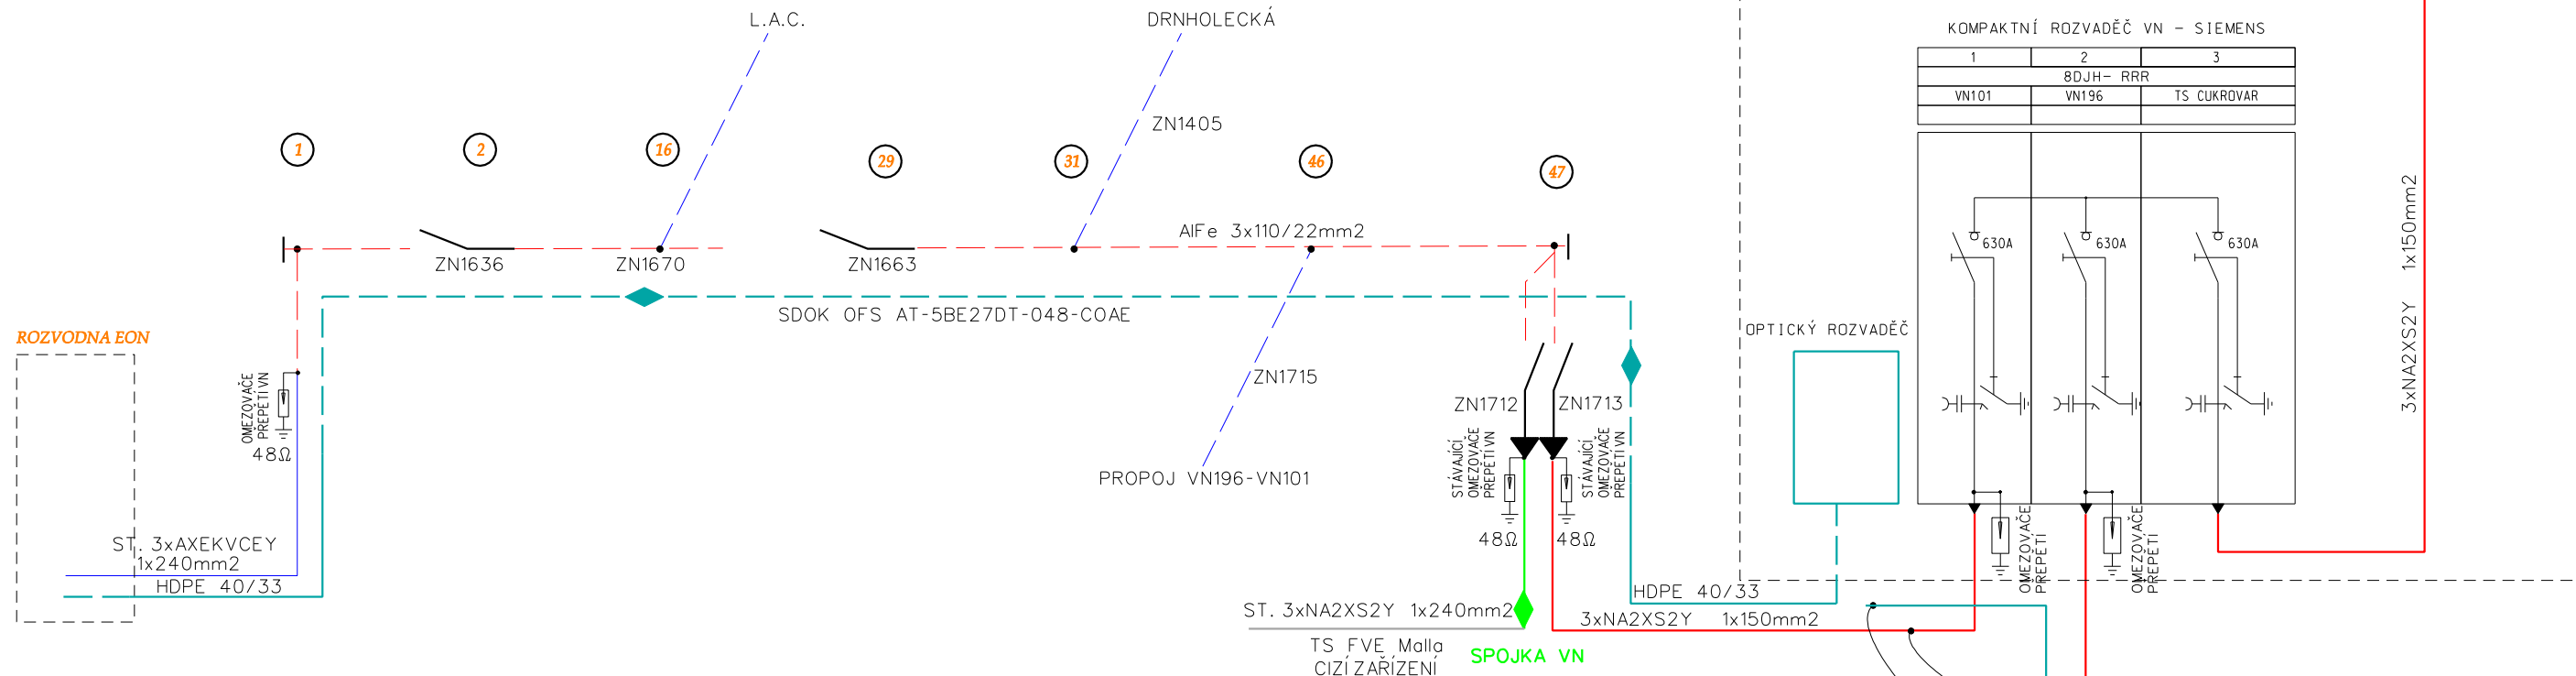 L.A.C.
DRNHOLECKÁ
KOMPAKTNÍ ROZVADĚČ VN - SIEMENS
1
2
3
8DJH- RRR
VN101
VN196
TS CUKROVAR
ZN1405
1
2
16
29
31
46
47
AlFe 3x110/22mm2
630A
630A
630A
ZN1636
ZN1670
ZN1663
SDOK OFS AT-5BE27DT-048-COAE
3xNA2XS2Y 1x150mm2
OPTICKÝ ROZVADĚČ
ROZVODNA EON
OMEZOVAČE
PŘEPĚTÍ VN
48Ω
ZN1715
ZN1712
ZN1713
STÁVAJÍCÍ
OMEZOVAČE
PŘEPĚTÍ VN
STÁVAJÍCÍ
OMEZOVAČE
PŘEPĚTÍ VN
PROPOJ VN196-VN101
48Ω
48Ω
OMEZOVAČE
PŘEPĚTÍ
OMEZOVAČE
PŘEPĚTÍ
ST. 3xAXEKVCEY
1x240mm2
HDPE 40/33
HDPE 40/33
ST. 3xNA2XS2Y 1x240mm2
3xNA2XS2Y 1x150mm2
TS FVE Malla
CIZÍ ZAŘÍZENÍ
SPOJKA VN